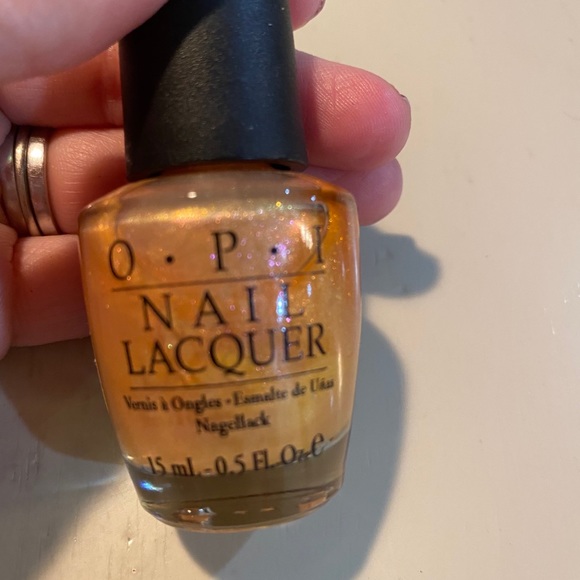 O · P · I
NAIL
LACQUER
Vernis à Ongles - Esmalte de Uñas
Nagellack
15 mL - 0.5 FL.Oz. ℮